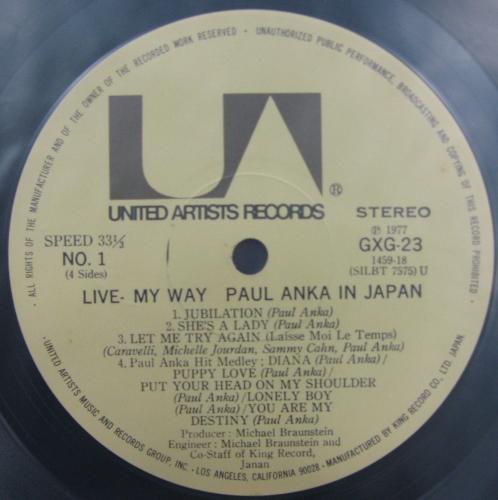 ALL RIGHTS OF THE MANUFACTURER AND OF THE OWNER OF THE RECORDED WORK RESERVED · UNAUTHORIZED PUBLIC PERFORMANCE, BROADCASTING AND COPYING OF THIS RECORD PROHIBITED ·
UA®
UNITED ARTISTS RECORDS
STEREO
SPEED 33⅓
NO. 1
(4 Sides)
Ⓟ 1977
GXG-23
1459-18
(SILBT 7575) U
LIVE- MY WAY PAUL ANKA IN JAPAN
1. JUBILATION (Paul Anka)
2. SHE'S A LADY (Paul Anka)
3. LET ME TRY AGAIN (Laisse Moi Le Temps)
(Caravelli, Michelle Jourdan, Sammy Cahn, Paul Anka)
4. Paul Anka Hit Medley ; DIANA (Paul Anka)/
PUPPY LOVE (Paul Anka)/
PUT YOUR HEAD ON MY SHOULDER
(Paul Anka)/LONELY BOY
(Paul Anka)/YOU ARE MY
DESTINY (Paul Anka)
Producer : Michael Braunstein
Engineer : Michael Braunstein and
Co-Staff of King Record,
Janan
·UNITED ARTISTS MUSIC AND RECORDS GROUP, INC. · LOS ANGELES, CALIFORNIA 90028 · MANUFACTURED BY KING RECORD CO., LTD. JAPAN.